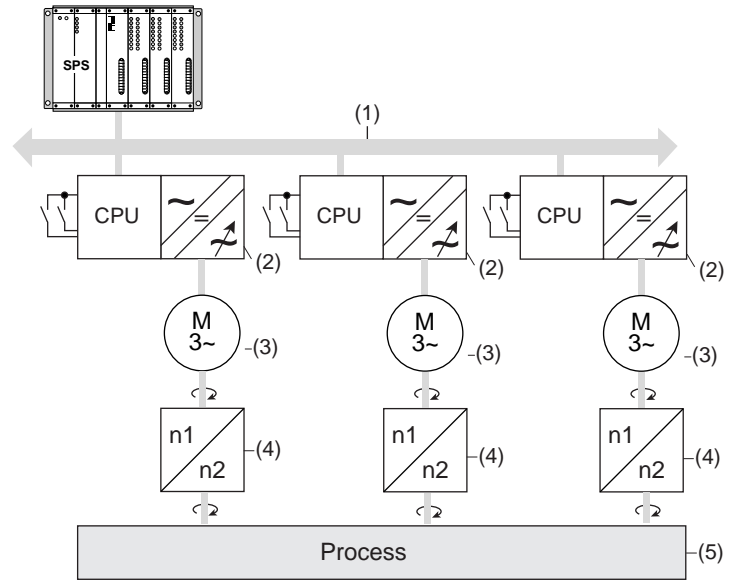 SPS
(1)
CPU
~
=
~
(2)
CPU
~
=
~
(2)
CPU
~
=
~
(2)
M
3~
(3)
M
3~
(3)
M
3~
(3)
n1
n2
(4)
n1
n2
(4)
n1
n2
(4)
Process
(5)